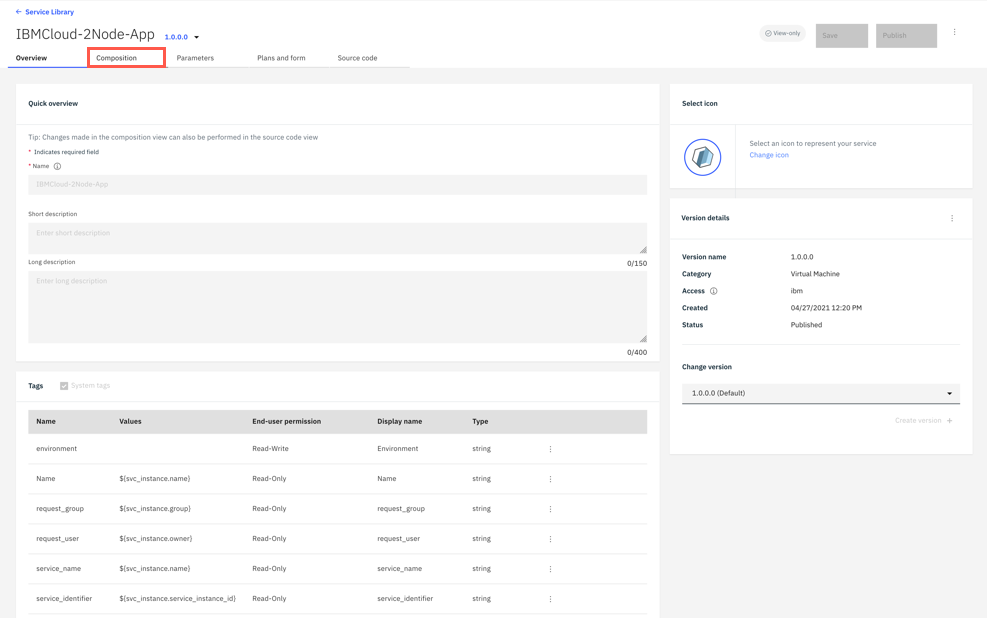 ← Service Library
IBMCloud-2Node-App 1.0.0.0
View-only
Save
Publish
Overview Composition Parameters Plans and form Source code
Quick overview
Tip: Changes made in the composition view can also be performed in the source code view
* Indicates required field
* Name
IBMCloud-2Node-App
Short description
Enter short description
0/150
Long description
Enter long description
0/400
Tags System tags
Name Values End-user permission Display name Type
environment Read-Write Environment string
Name ${svc_instance.name} Read-Only Name string
request_group ${svc_instance.group} Read-Only request_group string
request_user ${svc_instance.owner} Read-Only request_user string
service_name ${svc_instance.name} Read-Only service_name string
service_identifier ${svc_instance.service_instance_id} Read-Only service_identifier string
Select icon
Select an icon to represent your service
Change icon
Version details
Version name 1.0.0.0
Category Virtual Machine
Access ibm
Created 04/27/2021 12:20 PM
Status Published
Change version
1.0.0.0 (Default)
Create version +